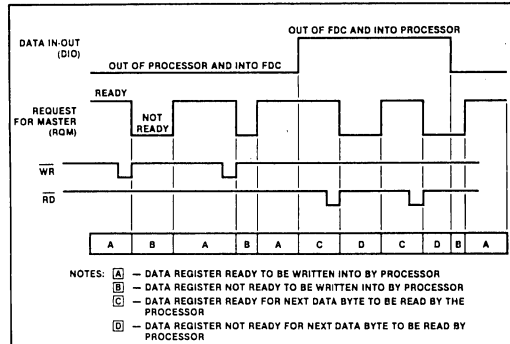 OUT OF FDC AND INTO PROCESSOR
DATA IN-OUT
(DIO)
OUT OF PROCESSOR AND INTO FDC
READY
REQUEST
FOR MASTER
(RQM)
NOT
READY
WR
RD
A B A B A C D C D B A
NOTES: A — DATA REGISTER READY TO BE WRITTEN INTO BY PROCESSOR
B — DATA REGISTER NOT READY TO BE WRITTEN INTO BY PROCESSOR
C — DATA REGISTER READY FOR NEXT DATA BYTE TO BE READ BY THE
PROCESSOR
D — DATA REGISTER NOT READY FOR NEXT DATA BYTE TO BE READ BY
PROCESSOR